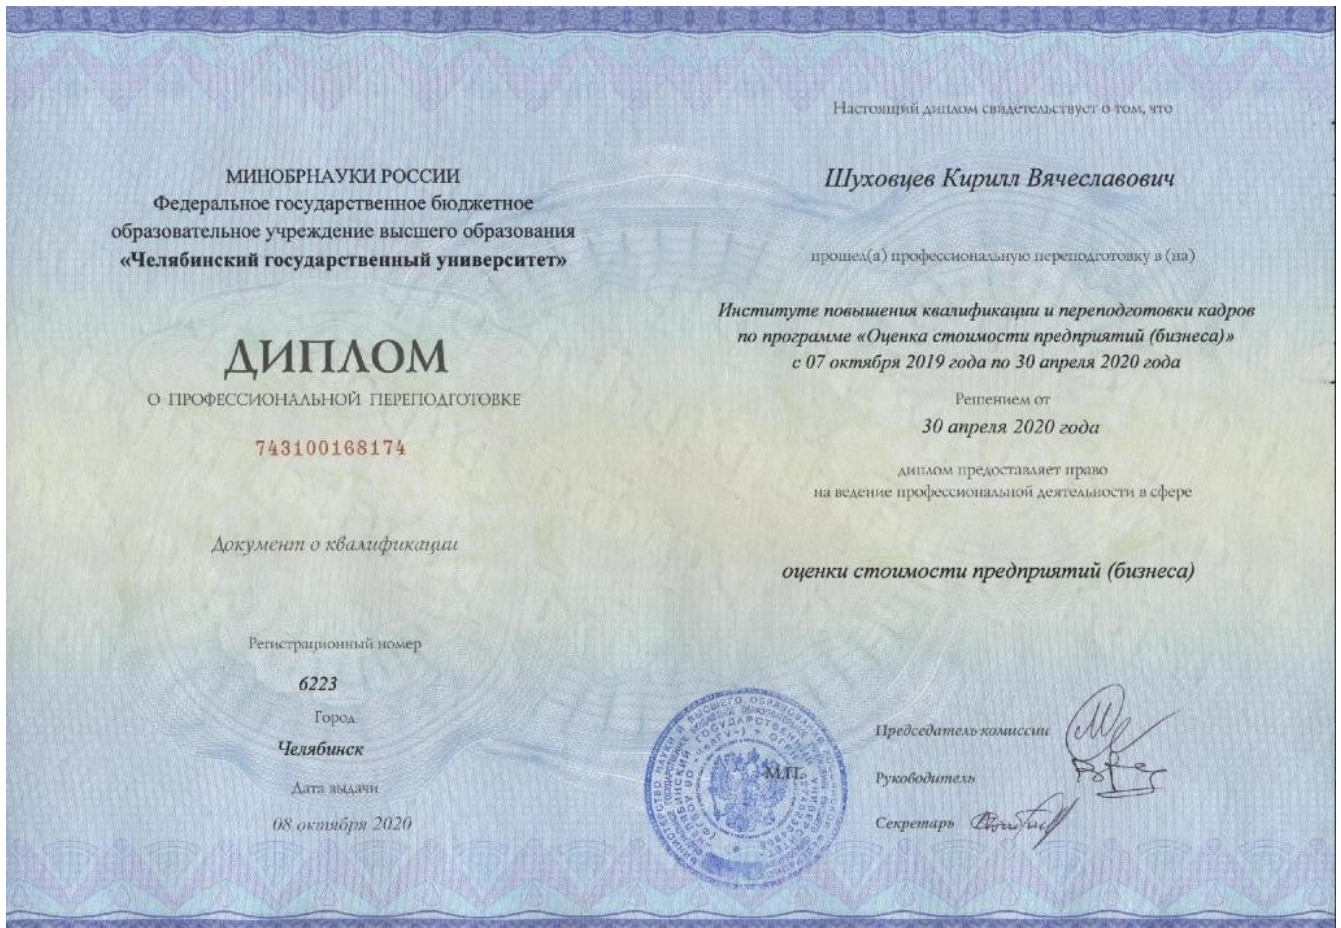 МИНОБРНАУКИ РОССИИ
Федеральное государственное бюджетное
образовательное учреждение высшего образования
«Челябинский государственный университет»
ДИПЛОМ
О ПРОФЕССИОНАЛЬНОЙ ПЕРЕПОДГОТОВКЕ
743100168174
Документ о квалификации
Регистрационный номер
6223
Город
Челябинск
Дата выдачи
08 октября 2020
Настоящий диплом свидетельствует о том, что
Шуховцев Кирилл Вячеславович
прошел(а) профессиональную переподготовку в (на)
Институте повышения квалификации и переподготовки кадров
по программе «Оценка стоимости предприятий (бизнеса)»
с 07 октября 2019 года по 30 апреля 2020 года
Решением от
30 апреля 2020 года
диплом предоставляет право
на ведение профессиональной деятельности в сфере
оценки стоимости предприятий (бизнеса)
Председатель комиссии
М.П.
Руководитель
Секретарь